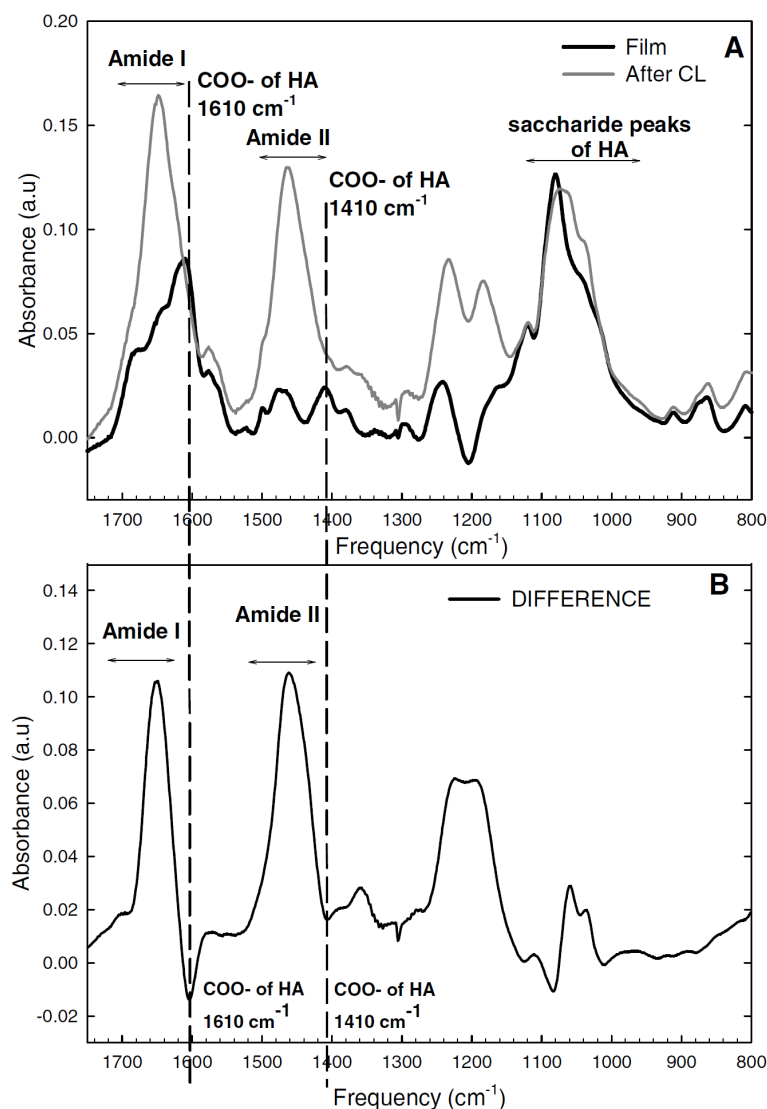 0.20
0.15
0.10
0.05
0.00
Absorbance (a.u)
A
Film
After CL
Amide I
COO- of HA
1610 cm⁻¹
Amide II
COO- of HA
1410 cm⁻¹
saccharide peaks
of HA
1700 1600 1500 1400 1300 1200 1100 1000 900 800
Frequency (cm⁻¹)
0.14
0.12
0.10
0.08
0.06
0.04
0.02
0.00
-0.02
Absorbance (a.u)
B
DIFFERENCE
Amide I
Amide II
COO- of HA
1610 cm⁻¹
COO- of HA
1410 cm⁻¹
1700 1600 1500 1400 1300 1200 1100 1000 900 800
Frequency (cm⁻¹)